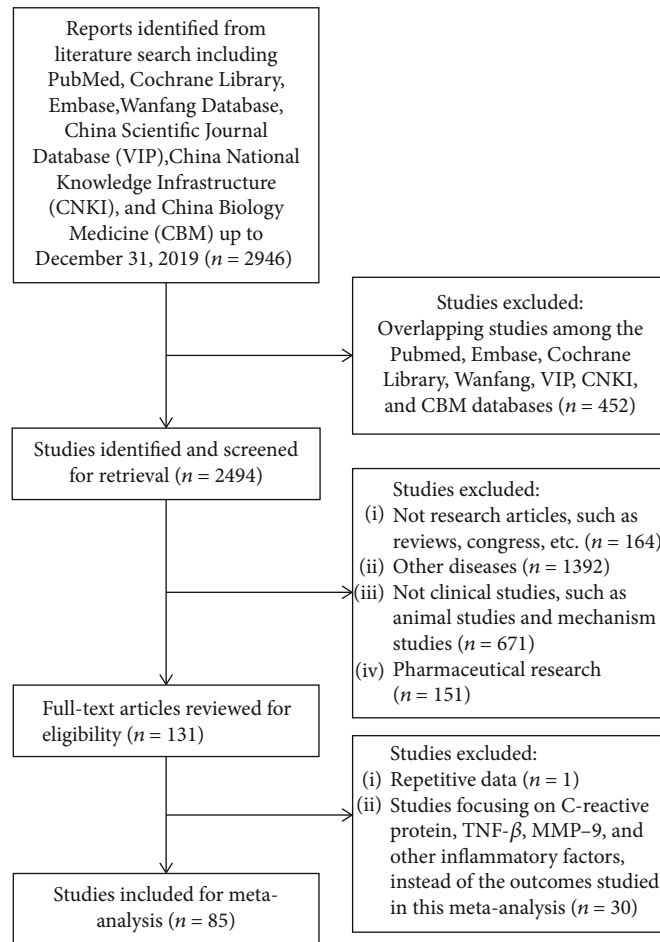 Reports identified from
literature search including
PubMed, Cochrane Library,
Embase,Wanfang Database,
China Scientific Journal
Database (VIP),China National
Knowledge Infrastructure
(CNKI), and China Biology
Medicine (CBM) up to
December 31, 2019 (n = 2946)
Studies excluded:
Overlapping studies among the
Pubmed, Embase, Cochrane
Library, Wanfang, VIP, CNKI,
and CBM databases (n = 452)
Studies identified and screened
for retrieval (n = 2494)
Studies excluded:
(i) Not research articles, such as
reviews, congress, etc. (n = 164)
(ii) Other diseases (n = 1392)
(iii) Not clinical studies, such as
animal studies and mechanism
studies (n = 671)
(iv) Pharmaceutical research
(n = 151)
Full-text articles reviewed for
eligibility (n = 131)
Studies excluded:
(i) Repetitive data (n = 1)
(ii) Studies focusing on C-reactive
protein, TNF-β, MMP–9, and
other inflammatory factors,
instead of the outcomes studied
in this meta-analysis (n = 30)
Studies included for meta-
analysis (n = 85)